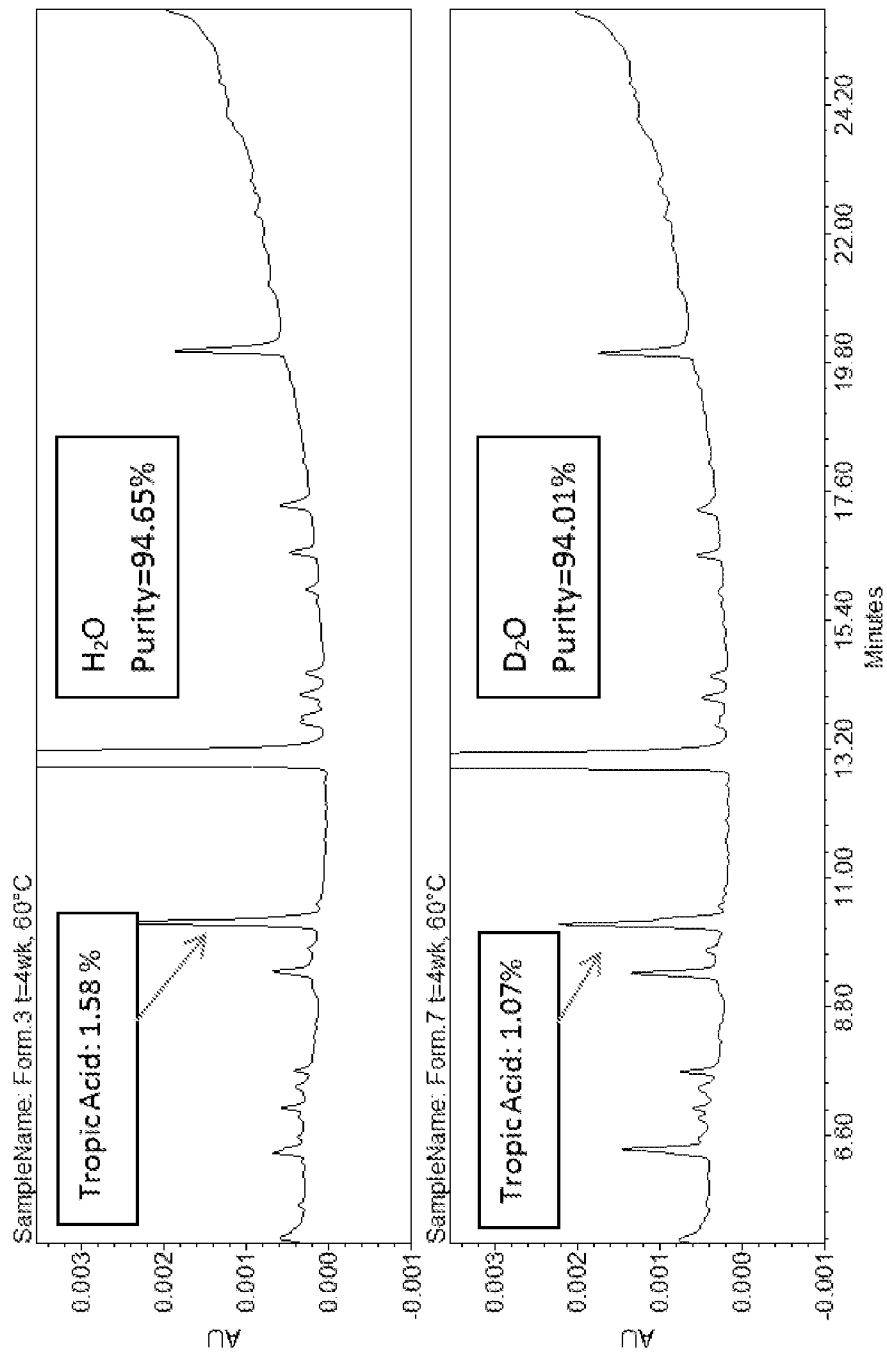 SampleName: Form.3 t=4wk, 60°C
Tropic Acid: 1.58 %
H₂O
Purity=94.65%
AU
0.003
0.002
0.001
0.000
-0.001
SampleName: Form.7 t=4wk, 60°C
Tropic Acid: 1.07%
D₂O
Purity=94.01%
AU
0.003
0.002
0.001
0.000
-0.001
6.60
8.80
11.00
13.20
15.40
17.60
19.80
22.00
24.20
Minutes